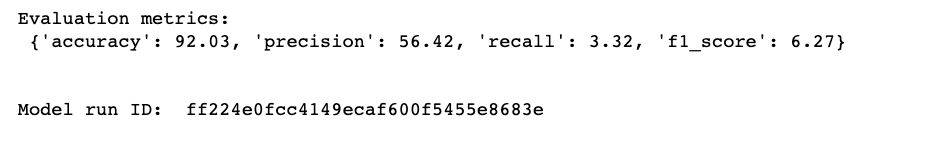 Evaluation metrics:
{'accuracy': 92.03, 'precision': 56.42, 'recall': 3.32, 'f1_score': 6.27}
Model run ID:  ff224e0fcc4149ecaf600f5455e8683e